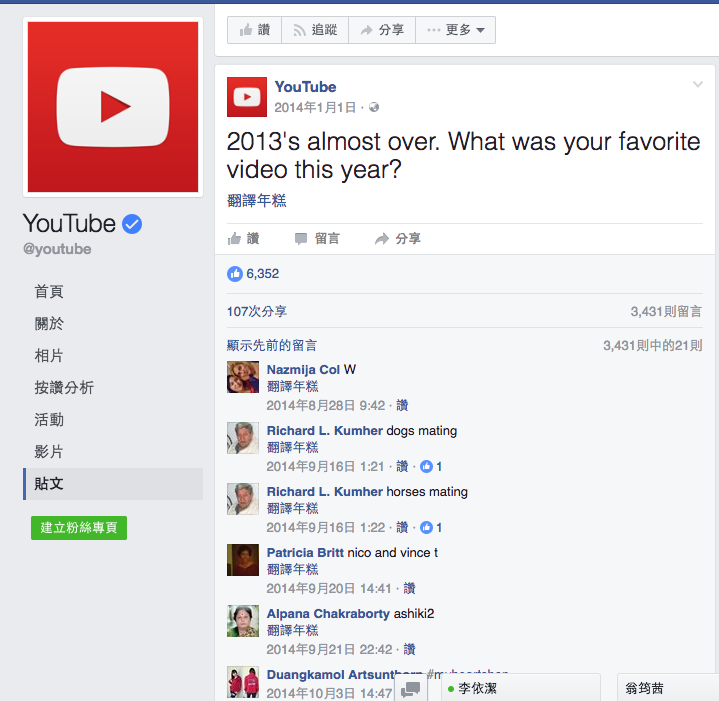 讚 追蹤 分享 更多
YouTube
2014年1月1日 ·
2013's almost over. What was your favorite
video this year?
翻譯年糕
讚 留言 分享
6,352
107次分享 3,431則留言
顯示先前的留言 3,431則中的21則
Nazmija Col W
翻譯年糕
2014年8月28日 9:42 · 讚
Richard L. Kumher dogs mating
翻譯年糕
2014年9月16日 1:21 · 讚 · 1
Richard L. Kumher horses mating
翻譯年糕
2014年9月16日 1:22 · 讚 · 1
Patricia Britt nico and vince t
翻譯年糕
2014年9月20日 14:41 · 讚
Alpana Chakraborty ashiki2
翻譯年糕
2014年9月21日 22:42 · 讚
Duangkamol Artsunthorn
2014年10月3日 14:47
YouTube
@youtube
首頁
關於
相片
按讚分析
活動
影片
貼文
建立粉絲專頁
李依潔
翁筠茜